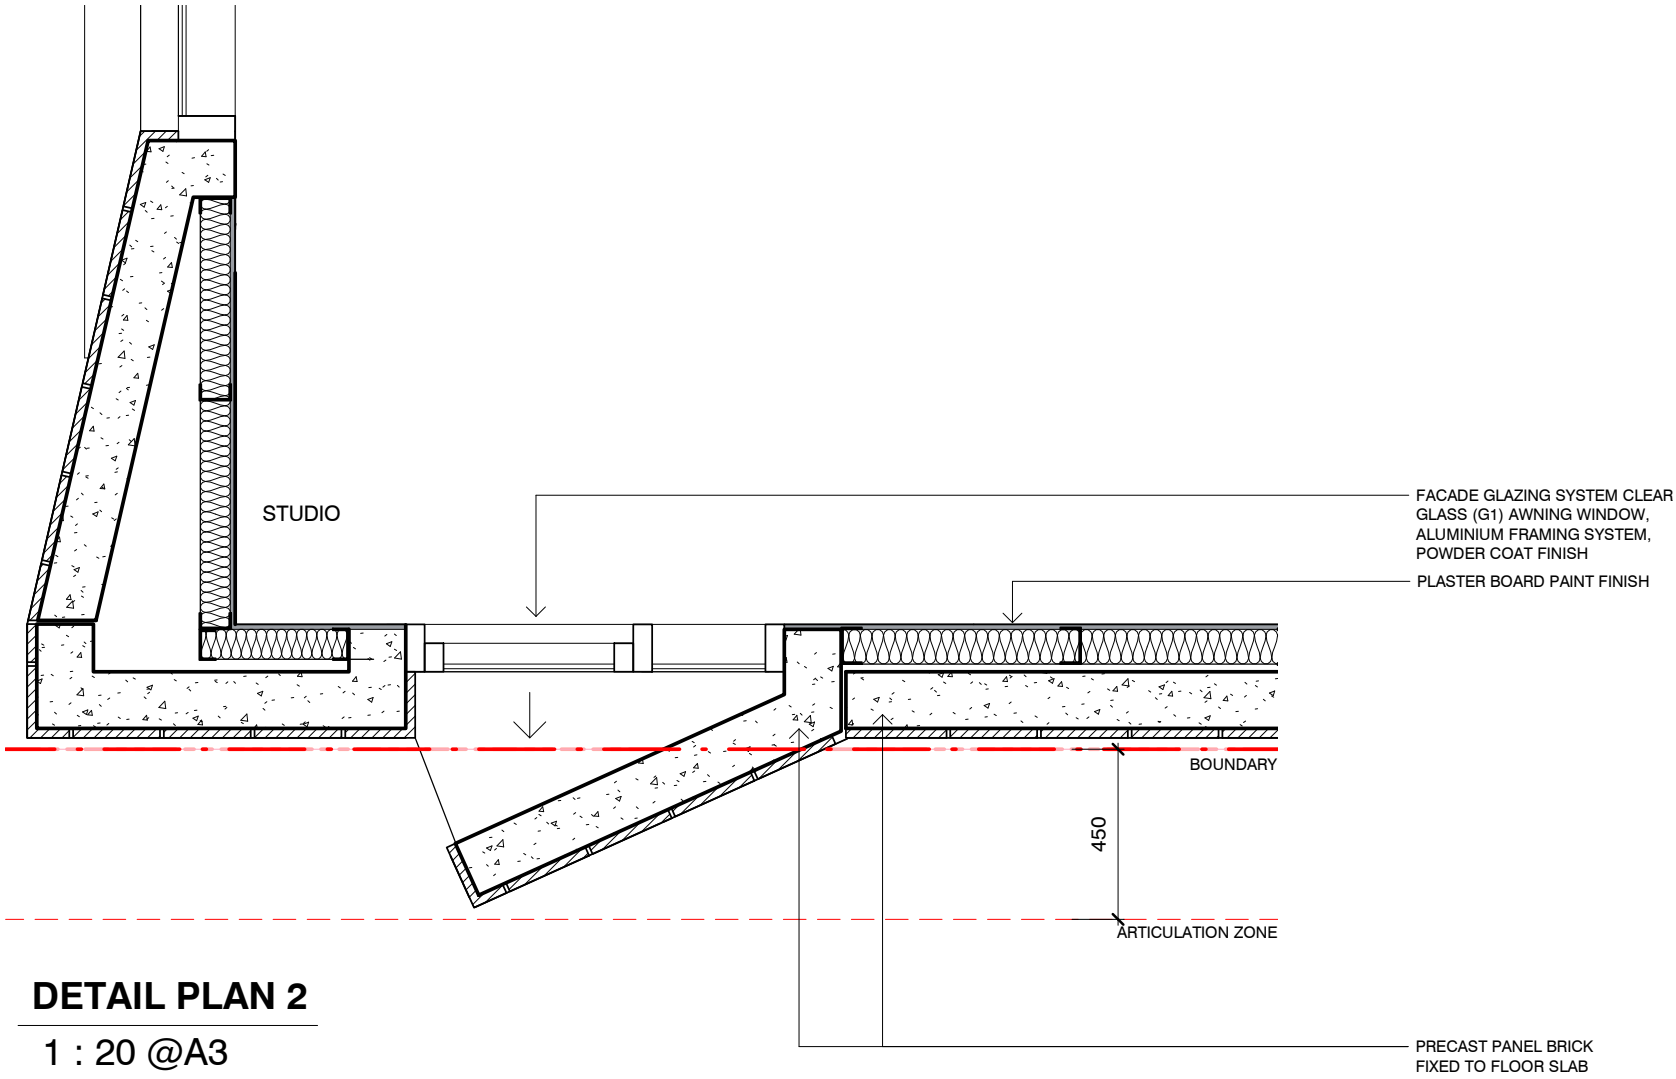 STUDIO
FACADE GLAZING SYSTEM CLEAR
GLASS (G1) AWNING WINDOW,
ALUMINIUM FRAMING SYSTEM,
POWDER COAT FINISH
PLASTER BOARD PAINT FINISH
BOUNDARY
450
ARTICULATION ZONE
DETAIL PLAN 2
1 : 20 @A3
PRECAST PANEL BRICK
FIXED TO FLOOR SLAB